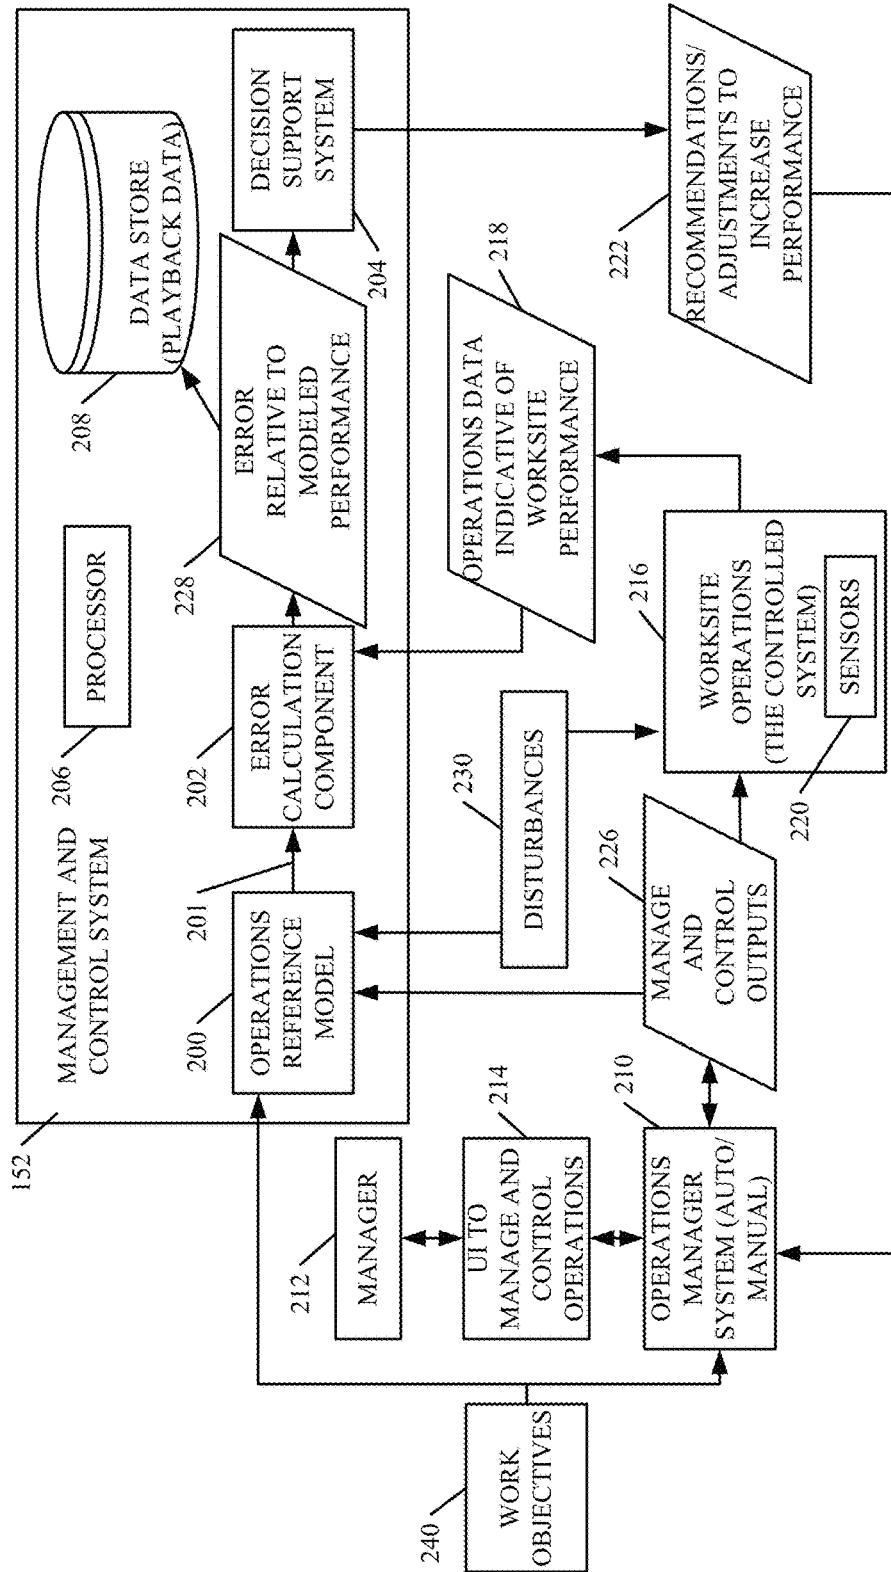 152
MANAGEMENT AND
CONTROL SYSTEM
206
PROCESSOR
208
DATA STORE
(PLAYBACK DATA)
200
OPERATIONS
REFERENCE
MODEL
201
202
ERROR
CALCULATION
COMPONENT
228
ERROR
RELATIVE TO
MODELED
PERFORMANCE
DECISION
SUPPORT
SYSTEM
204
212
MANAGER
240
WORK
OBJECTIVES
214
UI TO
MANAGE AND
CONTROL
OPERATIONS
230
DISTURBANCES
218
OPERATIONS DATA
INDICATIVE OF
WORKSITE
PERFORMANCE
210
OPERATIONS
MANAGER
SYSTEM (AUTO/
MANUAL)
226
MANAGE
AND
CONTROL
OUTPUTS
216
WORKSITE
OPERATIONS
(THE CONTROLLED
SYSTEM)
SENSORS
220
222
RECOMMENDATIONS/
ADJUSTMENTS TO
INCREASE
PERFORMANCE